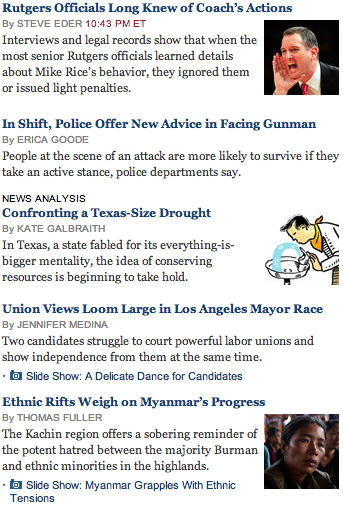 Rutgers Officials Long Knew of Coach's Actions
By STEVE EDER 10:43 PM ET
Interviews and legal records show that when the
most senior Rutgers officials learned details
about Mike Rice's behavior, they ignored them
or issued light penalties.
In Shift, Police Offer New Advice in Facing Gunman
By ERICA GOODE
People at the scene of an attack are more likely to survive if they
take an active stance, police departments say.
NEWS ANALYSIS
Confronting a Texas-Size Drought
By KATE GALBRAITH
In Texas, a state fabled for its everything-is-
bigger mentality, the idea of conserving
resources is beginning to take hold.
Union Views Loom Large in Los Angeles Mayor Race
By JENNIFER MEDINA
Two candidates struggle to court powerful labor unions and
show independence from them at the same time.
• Slide Show: A Delicate Dance for Candidates
Ethnic Rifts Weigh on Myanmar's Progress
By THOMAS FULLER
The Kachin region offers a sobering reminder of
the potent hatred between the majority Burman
and ethnic minorities in the highlands.
• Slide Show: Myanmar Grapples With Ethnic
Tensions